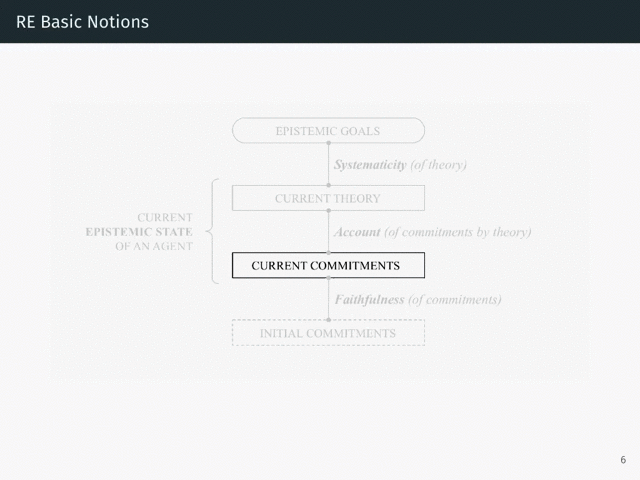 RE Basic Notions
EPISTEMIC GOALS
Systematicity (of theory)
CURRENT THEORY
CURRENT
EPISTEMIC STATE
OF AN AGENT
Account (of commitments by theory)
CURRENT COMMITMENTS
Faithfulness (of commitments)
INITIAL COMMITMENTS
6